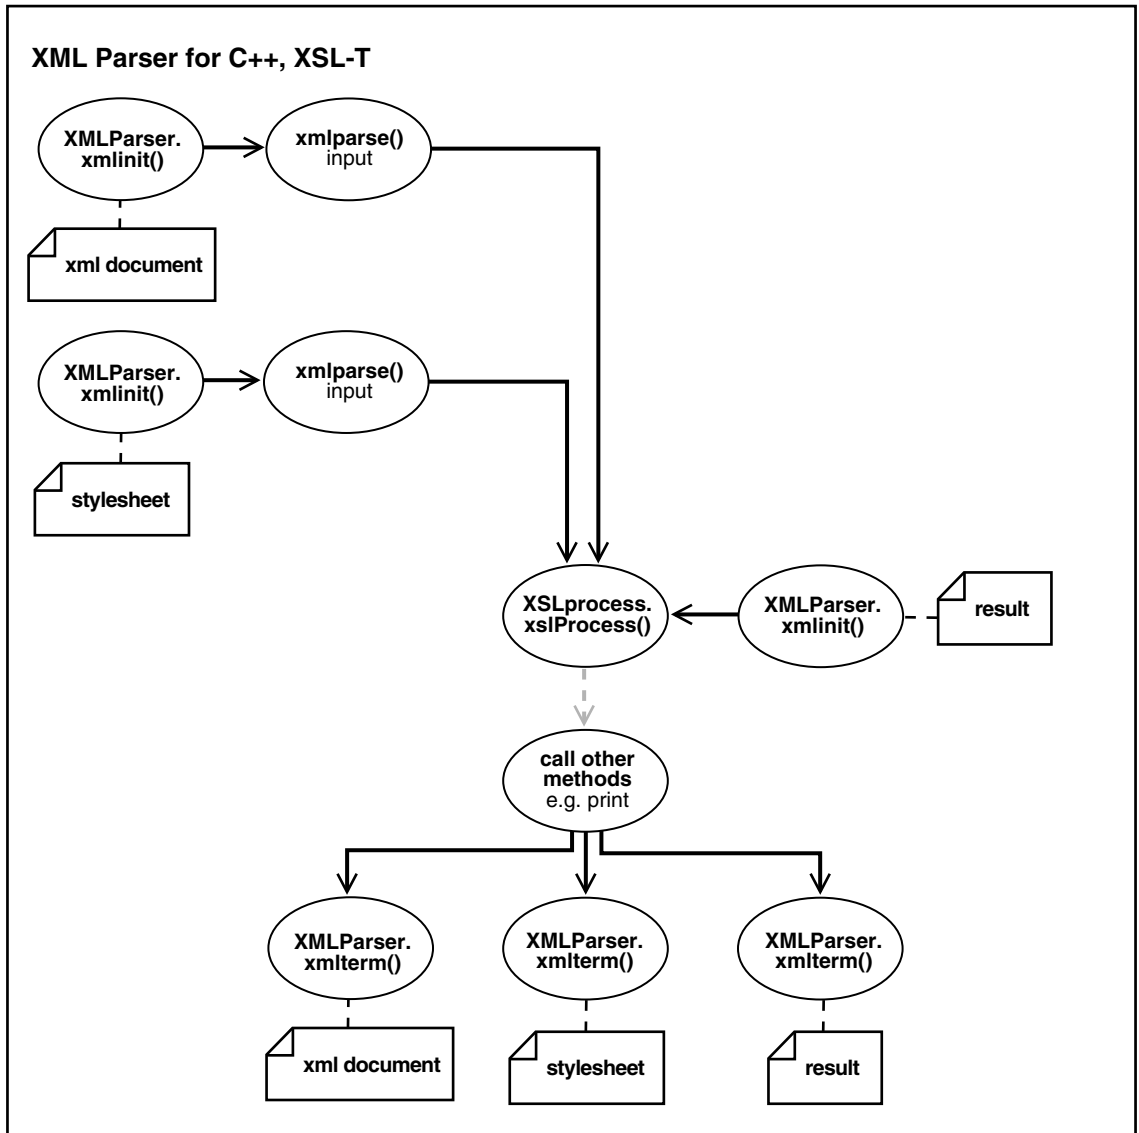 XML Parser for C++, XSL-T
XMLParser.
xmlinit()
xmlparse()
input
xml document
XMLParser.
xmlinit()
xmlparse()
input
stylesheet
XSLprocess.
xslProcess()
XMLParser.
xmlinit()
result
call other
methods
e.g. print
XMLParser.
xmlterm()
XMLParser.
xmlterm()
XMLParser.
xmlterm()
xml document
stylesheet
result